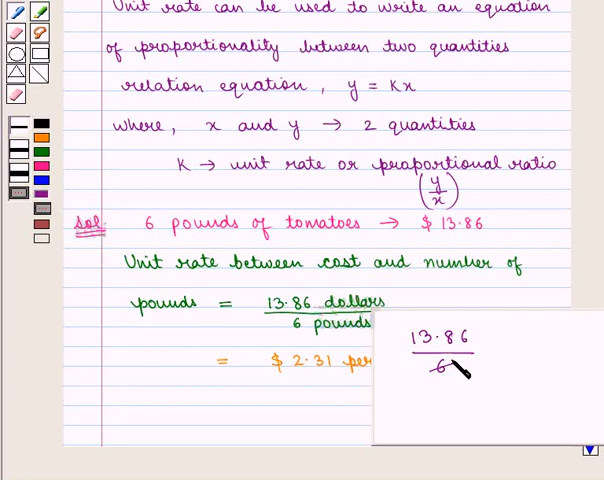 Unit rate can be used to write an equation
of proportionality between two quantities
relation equation, y = Kx
where, x and y → 2 quantities
K → unit rate or proportional ratio
(y/x)
Sol: 6 pounds of tomatoes → $ 13.86
Unit rate between cost and number of
pounds = 13.86 dollars / 6 pounds
= $ 2.31 per
13.86 / 6